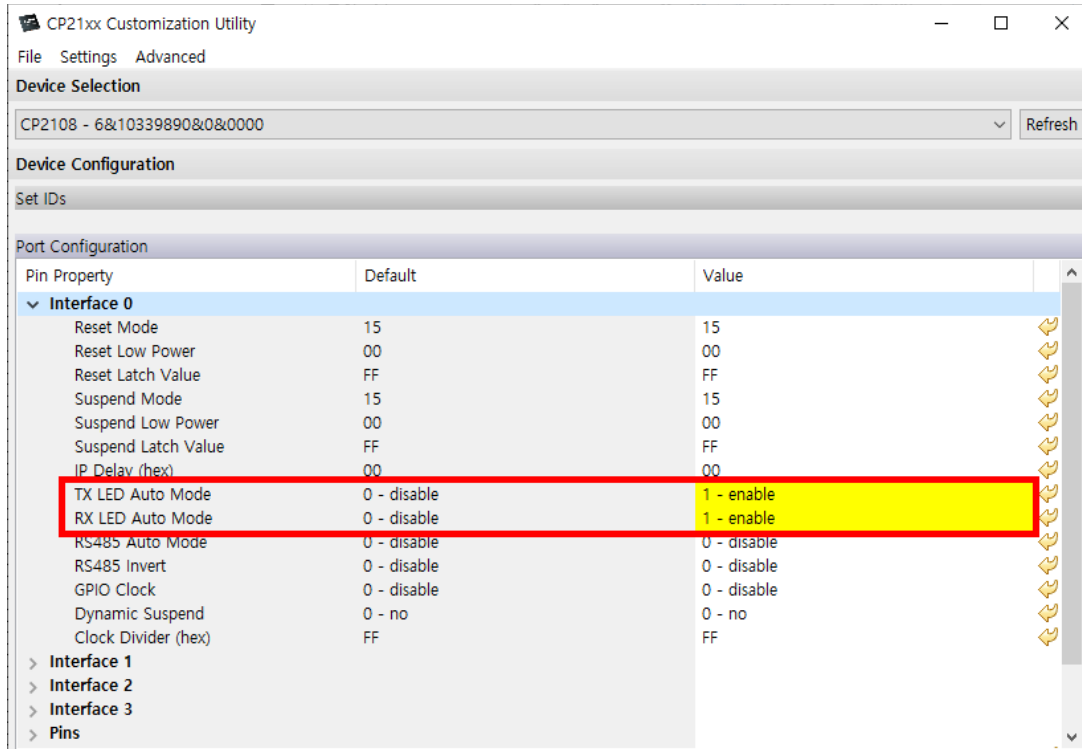 CP21xx Customization Utility
File Settings Advanced
Device Selection
CP2108 - 6&10339890&0&0000 Refresh
Device Configuration
Set IDs
Port Configuration
Pin Property Default Value
Interface 0
Reset Mode 15 15
Reset Low Power 00 00
Reset Latch Value FF FF
Suspend Mode 15 15
Suspend Low Power 00 00
Suspend Latch Value FF FF
IP Delay (hex) 00 00
TX LED Auto Mode 0 - disable 1 - enable
RX LED Auto Mode 0 - disable 1 - enable
RS485 Auto Mode 0 - disable 0 - disable
RS485 Invert 0 - disable 0 - disable
GPIO Clock 0 - disable 0 - disable
Dynamic Suspend 0 - no 0 - no
Clock Divider (hex) FF FF
Interface 1
Interface 2
Interface 3
Pins